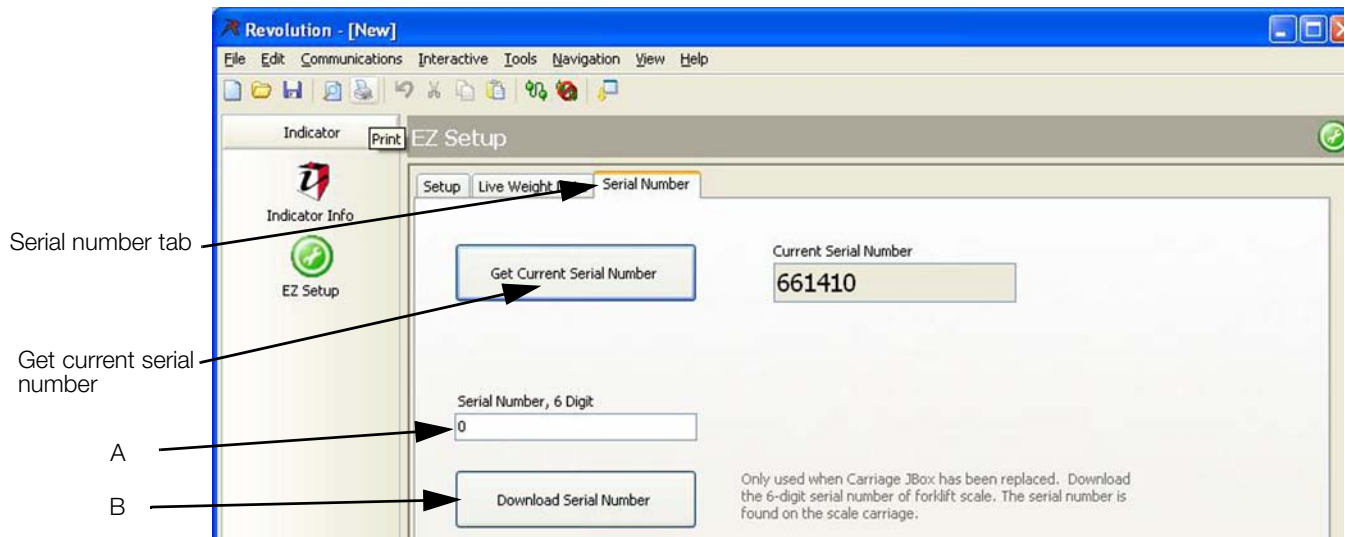 Revolution - [New]
File Edit Communications Interactive Tools Navigation View Help
Indicator
Print
EZ Setup
Setup
Live Weight
Serial Number
Indicator Info
EZ Setup
Serial number tab
Get Current Serial Number
Current Serial Number
661410
Get current serial
number
Serial Number, 6 Digit
0
A
B
Download Serial Number
Only used when Carriage JBox has been replaced. Download
the 6-digit serial number of forklift scale. The serial number is
found on the scale carriage.